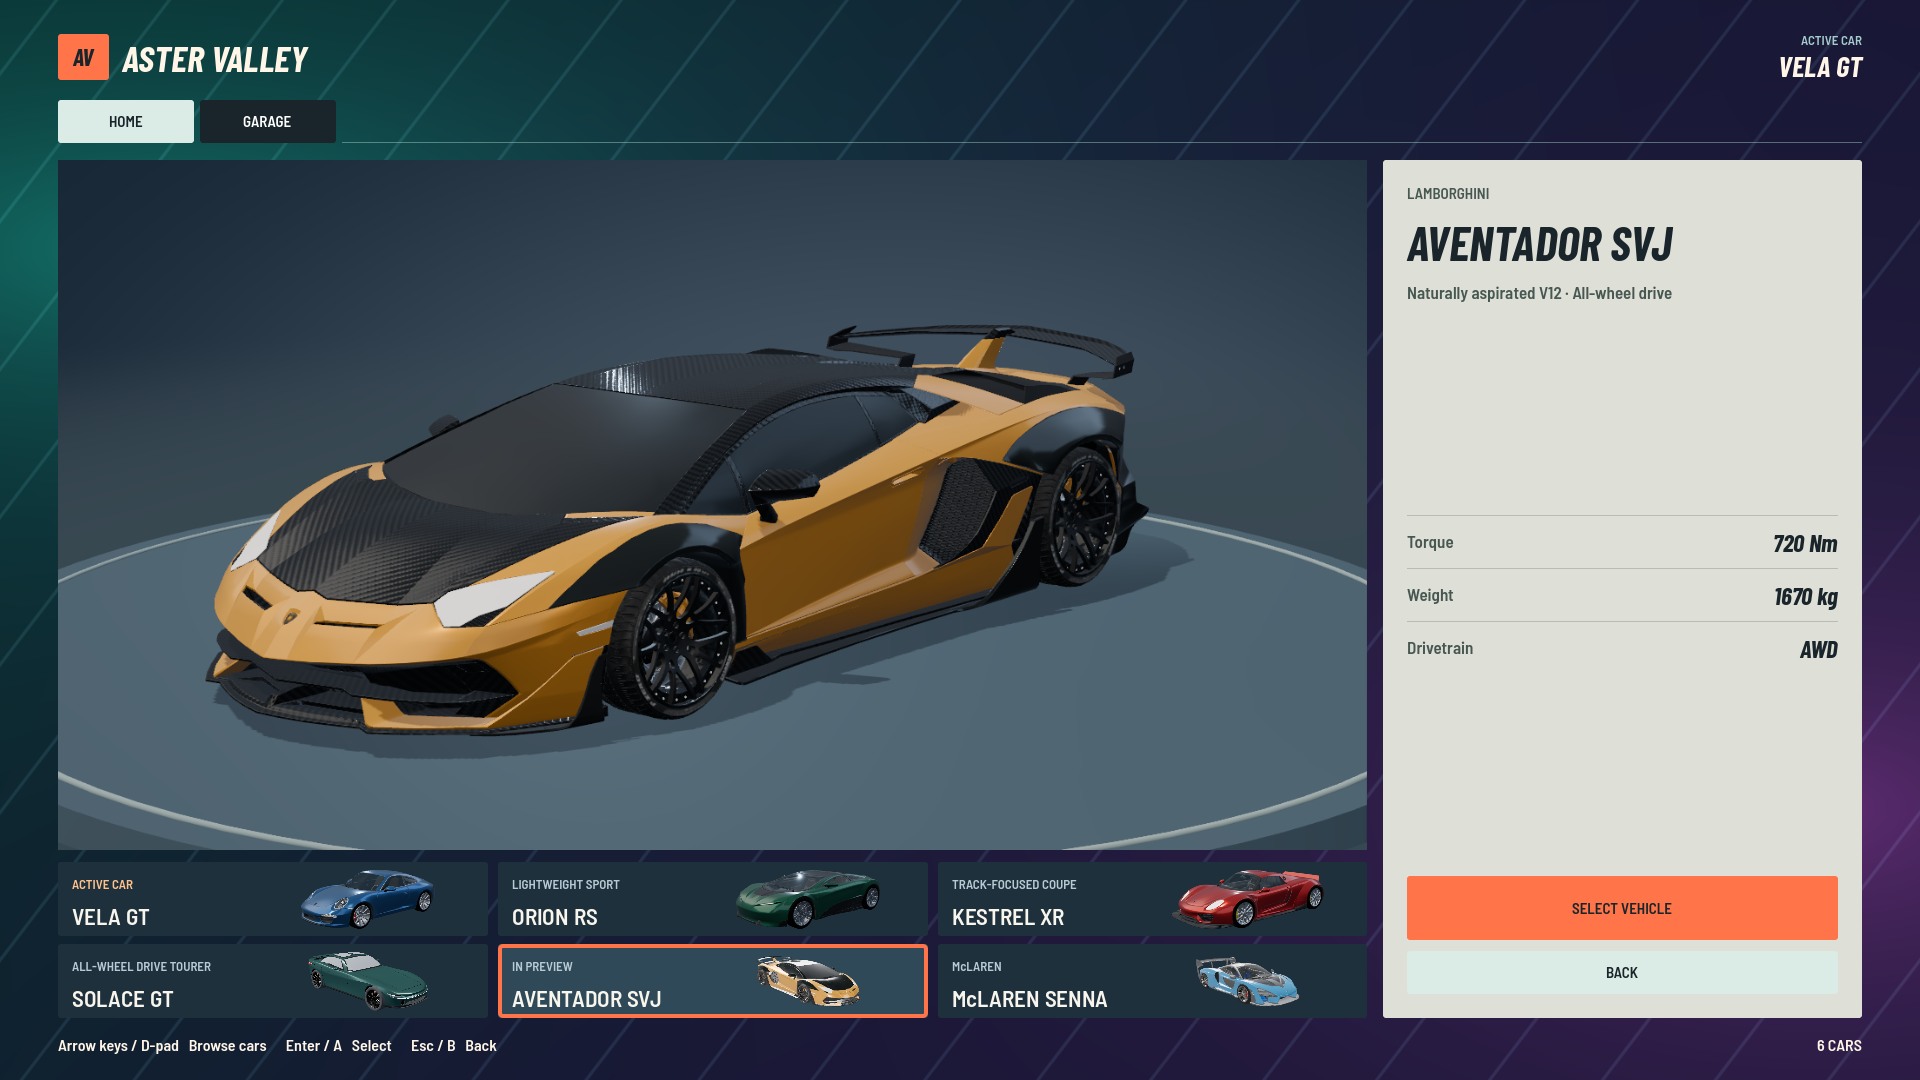 AV
ASTER VALLEY
ACTIVE CAR
VELA GT
HOME
GARAGE
LAMBORGHINI
AVENTADOR SVJ
Naturally aspirated V12 · All-wheel drive
Torque
720 Nm
Weight
1670 kg
Drivetrain
AWD
SELECT VEHICLE
BACK
ACTIVE CAR
VELA GT
LIGHTWEIGHT SPORT
ORION RS
TRACK-FOCUSED COUPE
KESTREL XR
ALL-WHEEL DRIVE TOURER
SOLACE GT
IN PREVIEW
AVENTADOR SVJ
McLAREN
McLAREN SENNA
Arrow keys / D-pad Browse cars Enter / A Select Esc / B Back
6 CARS